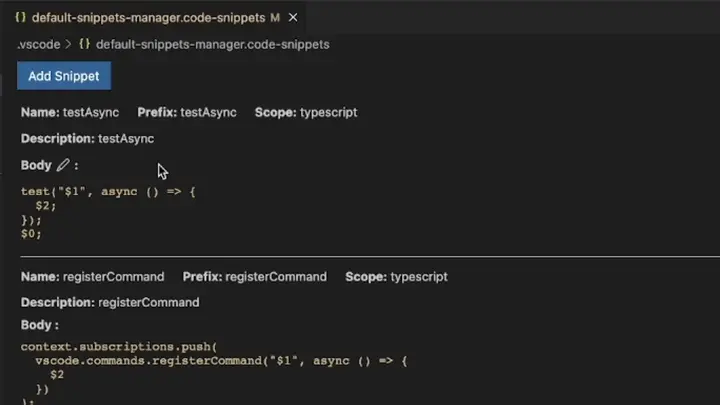 {} default-snippets-manager.code-snippets M ×
.vscode > {} default-snippets-manager.code-snippets
Add Snippet
Name: testAsync Prefix: testAsync Scope: typescript
Description: testAsync
Body :
test("$1", async () => {
  $2;
});
$0;
Name: registerCommand Prefix: registerCommand Scope: typescript
Description: registerCommand
Body :
context.subscriptions.push(
  vscode.commands.registerCommand("$1", async () => {
    $2
  })
);